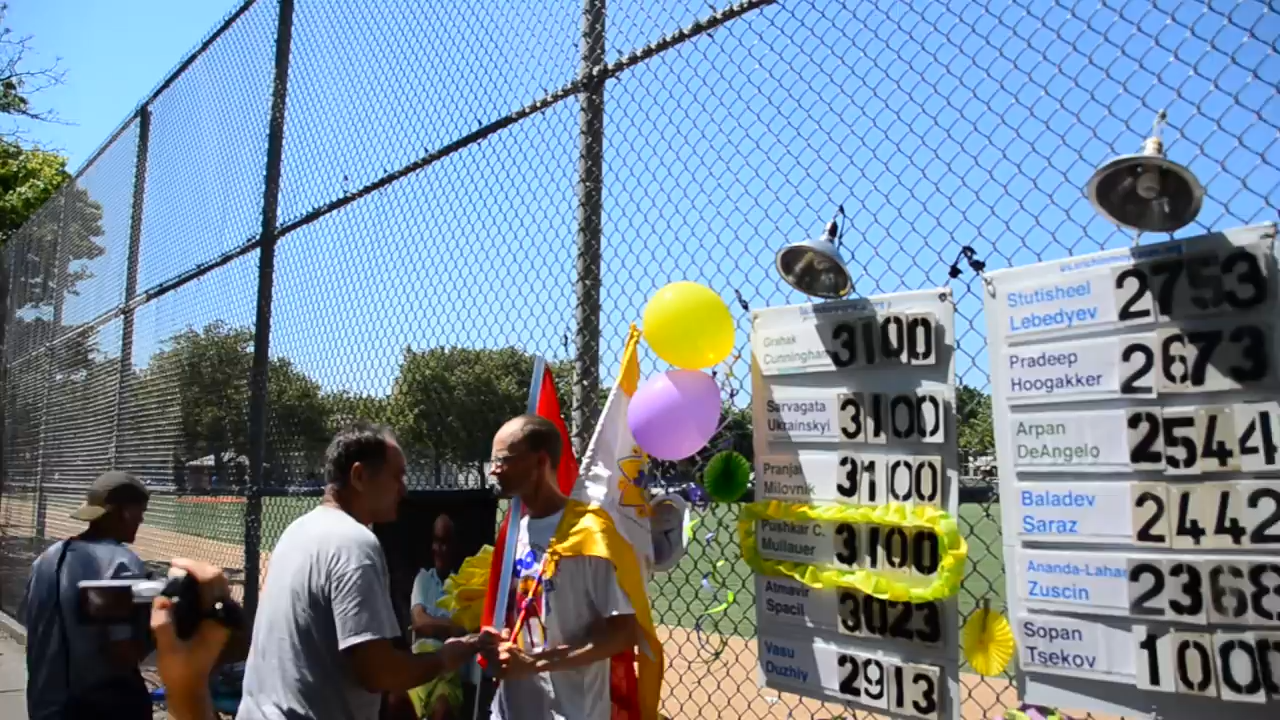 Grahak
Cunningham
3100
Sarvagata
Ukrainskyi
3100
Pranjal
Milovnik
3100
Pushkar C.
Mullauer
3100
Atmavir
Spacil
3023
Vasu
Duzhiy
2913
Stutisheel
Lebedyev
2753
Pradeep
Hoogakker
2673
Arpan
DeAngelo
2544
Baladev
Saraz
2442
Ananda-Lahari
Zuscin
2368
Sopan
Tsekov
1000